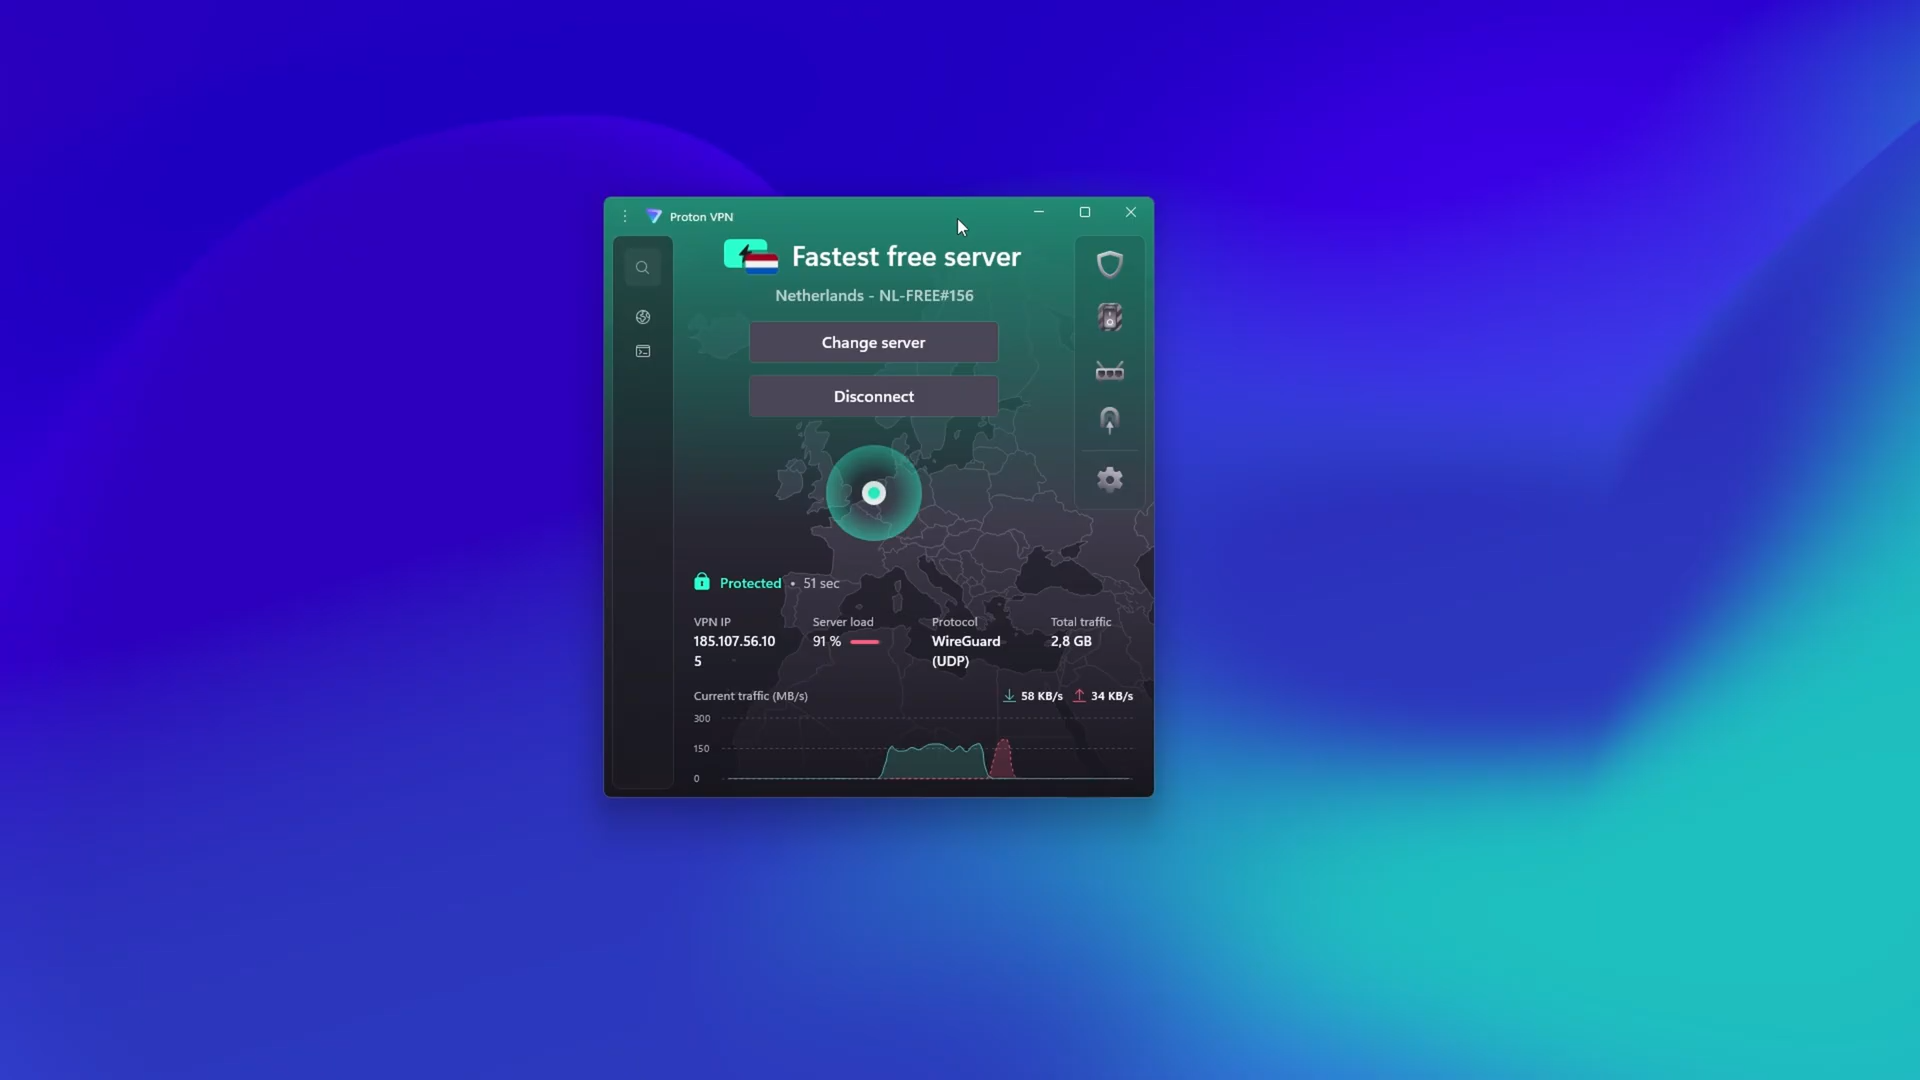 Proton VPN
Fastest free server
Netherlands - NL-FREE#156
Change server
Disconnect
Protected • 51 sec
VPN IP Server load Protocol Total traffic
185.107.56.10 91 % WireGuard 2,8 GB
5 (UDP)
Current traffic (MB/s) 58 KB/s 34 KB/s
300
150
0